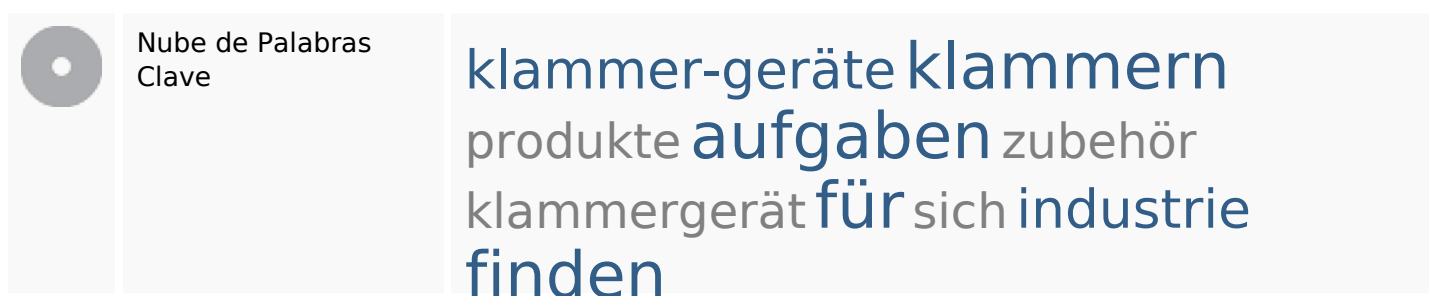 Nube de Palabras
Clave
klammer-geräte klammern
produkte aufgaben zubehör
klammergerät für sich industrie
finden